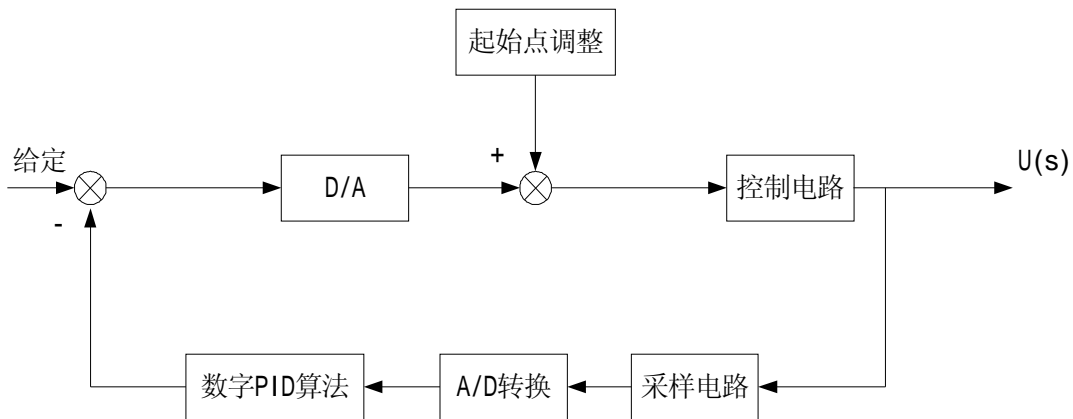 起始点调整
给定
+
U(s)
D/A
控制电路
-
数字PID算法
A/D转换
采样电路